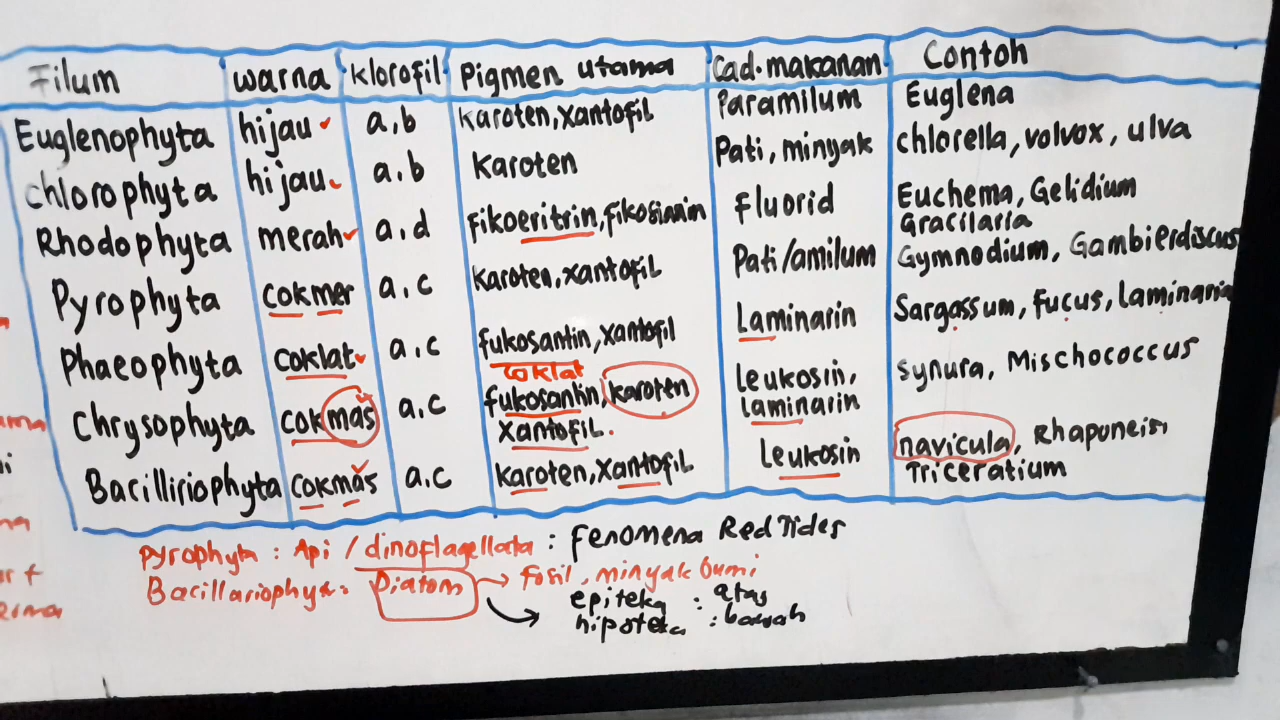 Filum warna klorofil Pigmen utama Cad.makanan Contoh
Euglenophyta hijau a,b karoten, xantofil Paramilum Euglena
Chlorophyta hijau a.b Karoten Pati, minyak chlorella, volvox, ulva
Rhodophyta merah a,d Fikoeritrin, Fikosianin Fluorid Euchema, Gelidium
Gracilaria
Pyrophyta cokmer a,c Karoten, xantofil Pati/amilum Gymnodium, Gambierdiscus
Phaeophyta coklat a,c fukosantin, xantofil Laminarin Sargassum, Fucus, laminaria
coklat
Chrysophyta cokmas a,c fukosantin, karoten Leukosin, Synura, Mischococcus
xantofil. laminarin
Bacilliriophyta cokmas a,c Karoten, xantofil Leukosin navicula, Rhaponeis
Triceratium
Pyrophyta : Api / dinoflagellata : Fenomena Red Tides
Bacillariophyt: Diatom → Fosil, minyak bumi
epiteka : atas
hipoteka : bawah